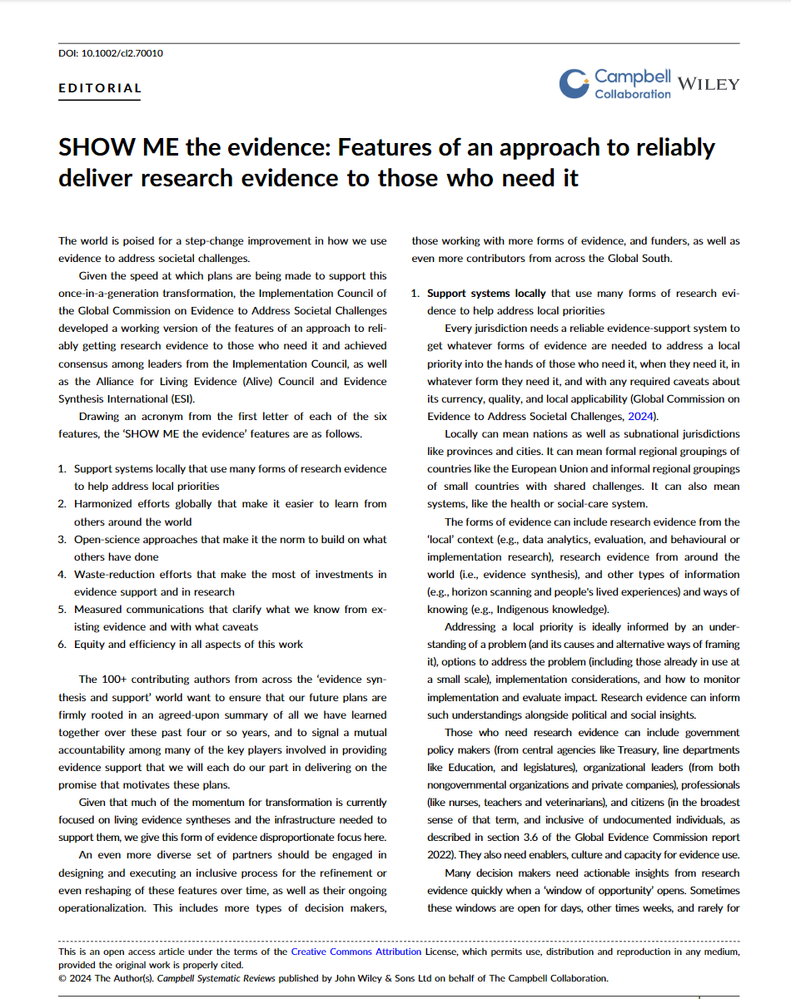 DOI: 10.1002/cl2.70010
EDITORIAL
Campbell
Collaboration
WILEY
SHOW ME the evidence: Features of an approach to reliably
deliver research evidence to those who need it
The world is poised for a step-change improvement in how we use
evidence to address societal challenges.
Given the speed at which plans are being made to support this
once-in-a-generation transformation, the Implementation Council of
the Global Commission on Evidence to Address Societal Challenges
developed a working version of the features of an approach to reli-
ably getting research evidence to those who need it and achieved
consensus among leaders from the Implementation Council, as well
as the Alliance for Living Evidence (Alive) Council and Evidence
Synthesis International (ESI).
Drawing an acronym from the first letter of each of the six
features, the ‘SHOW ME the evidence’ features are as follows.
1. Support systems locally that use many forms of research evidence
to help address local priorities
2. Harmonized efforts globally that make it easier to learn from
others around the world
3. Open-science approaches that make it the norm to build on what
others have done
4. Waste-reduction efforts that make the most of investments in
evidence support and in research
5. Measured communications that clarify what we know from ex-
isting evidence and with what caveats
6. Equity and efficiency in all aspects of this work
The 100+ contributing authors from across the ‘evidence syn-
thesis and support’ world want to ensure that our future plans are
firmly rooted in an agreed-upon summary of all we have learned
together over these past four or so years, and to signal a mutual
accountability among many of the key players involved in providing
evidence support that we will each do our part in delivering on the
promise that motivates these plans.
Given that much of the momentum for transformation is currently
focused on living evidence syntheses and the infrastructure needed to
support them, we give this form of evidence disproportionate focus here.
An even more diverse set of partners should be engaged in
designing and executing an inclusive process for the refinement or
even reshaping of these features over time, as well as their ongoing
operationalization. This includes more types of decision makers,
those working with more forms of evidence, and funders, as well as
even more contributors from across the Global South.
1. Support systems locally that use many forms of research evi-
dence to help address local priorities
Every jurisdiction needs a reliable evidence-support system to
get whatever forms of evidence are needed to address a local
priority into the hands of those who need it, when they need it, in
whatever form they need it, and with any required caveats about
its currency, quality, and local applicability (Global Commission on
Evidence to Address Societal Challenges, 2024).
Locally can mean nations as well as subnational jurisdictions
like provinces and cities. It can mean formal regional groupings of
countries like the European Union and informal regional groupings
of small countries with shared challenges. It can also mean
systems, like the health or social-care system.
The forms of evidence can include research evidence from the
‘local’ context (e.g., data analytics, evaluation, and behavioural or
implementation research), research evidence from around the
world (i.e., evidence synthesis), and other types of information
(e.g., horizon scanning and people's lived experiences) and ways of
knowing (e.g., Indigenous knowledge).
Addressing a local priority is ideally informed by an under-
standing of a problem (and its causes and alternative ways of framing
it), options to address the problem (including those already in use at
a small scale), implementation considerations, and how to monitor
implementation and evaluate impact. Research evidence can inform
such understandings alongside political and social insights.
Those who need research evidence can include government
policy makers (from central agencies like Treasury, line departments
like Education, and legislatures), organizational leaders (from both
nongovernmental organizations and private companies), professionals
(like nurses, teachers and veterinarians), and citizens (in the broadest
sense of that term, and inclusive of undocumented individuals, as
described in section 3.6 of the Global Evidence Commission report
2022). They also need enablers, culture and capacity for evidence use.
Many decision makers need actionable insights from research
evidence quickly when a ‘window of opportunity’ opens. Sometimes
these windows are open for days, other times weeks, and rarely for
This is an open access article under the terms of the Creative Commons Attribution License, which permits use, distribution and reproduction in any medium,
provided the original work is properly cited.
© 2024 The Author(s). Campbell Systematic Reviews published by John Wiley & Sons Ltd on behalf of The Campbell Collaboration.